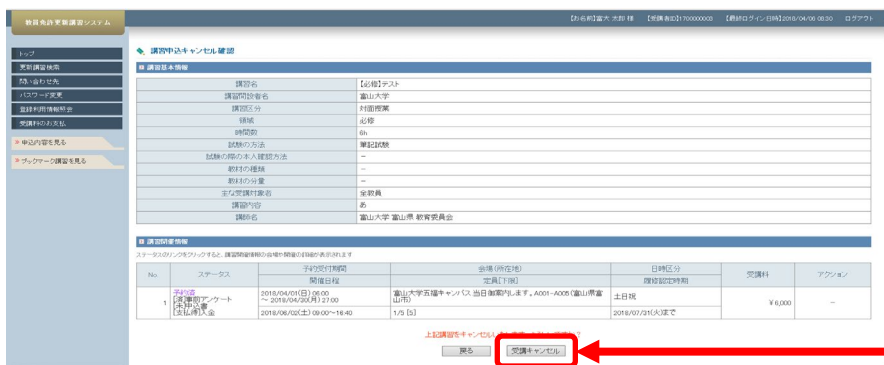 教員免許更新講習システム
【お名前】富大 太郎 様 【受講者ID】1700000003 【最終ログイン日時】2018/04/06 08:30 ログアウト
トップ
更新講習検索
問い合わせ先
パスワード変更
登録利用情報照会
受講料のお支払
» 申込内容を見る
» ブックマーク講習を見る
講習申込キャンセル確認
講習基本情報
講習名 【必修】テスト
講習開設者名 富山大学
講習区分 対面授業
領域 必修
時間数 6h
試験の方法 筆記試験
試験の際の本人確認方法 −
教材の種類 −
教材の分量 −
主な受講対象者 全教員
講習内容 あ
講師名 富山大学 富山県 教育委員会
講習開催情報
ステータスのリンクをクリックすると、講習開催情報の会場や開催の詳細が表示されます
No. ステータス 予約受付期間 会場(所在地) 日時区分 受講料 アクション
開催日程 定員[下限] 履修認定時期
1 予約済 [済]事前アンケート [未]申込書 [支払待]入金
2018/04/01(日) 06:00 ～ 2018/04/20(月) 27:00
富山大学五福キャンパス 当日御案内します。A001-A005(富山県富山市)
土日祝 ¥ 6,000 −
2018/06/02(土) 09:00～16:40 1/5 [5] 2018/07/31(火)まで
上記講習をキャンセルし
戻る 受講キャンセル